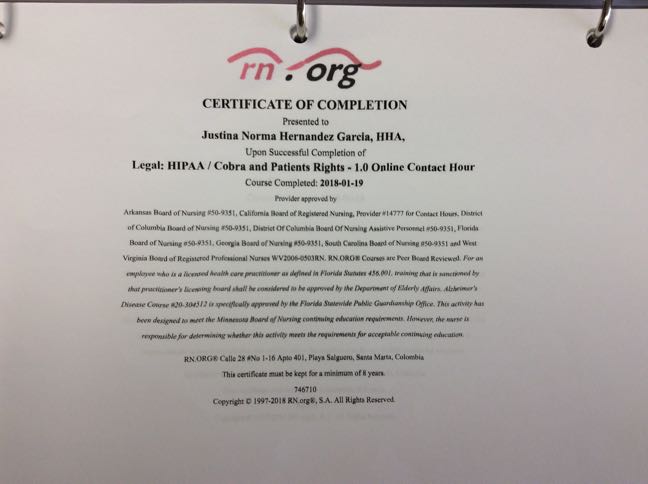 rn.org
CERTIFICATE OF COMPLETION
Presented to
Justina Norma Hernandez Garcia, HHA,
Upon Successful Completion of
Legal: HIPAA / Cobra and Patients Rights - 1.0 Online Contact Hour
Course Completed: 2018-01-19
Provider approved by
Arkansas Board of Nursing #50-9351, California Board of Registered Nursing, Provider #14777 for Contact Hours, District
of Columbia Board of Nursing #50-9351, District Of Columbia Board Of Nursing Assistive Personnel #50-9351, Florida
Board of Nursing #50-9351, Georgia Board of Nursing #50-9351, South Carolina Board of Nursing #50-9351 and West
Virginia Board of Registered Professional Nurses WV2006-0503RN. RN.ORG® Courses are Peer Board Reviewed. For an
employee who is a licensed health care practitioner as defined in Florida Statutes 456.001, training that is sanctioned by
that practitioner's licensing board shall be considered to be approved by the Department of Elderly Affairs. Alzheimer's
Disease Course #20-304512 is specifically approved by the Florida Statewide Public Guardianship Office. This activity has
been designed to meet the Minnesota Board of Nursing continuing education requirements. However, the nurse is
responsible for determining whether this activity meets the requirements for acceptable continuing education.
RN.ORG® Calle 28 #No 1-16 Apto 401, Playa Salguero, Santa Marta, Colombia
This certificate must be kept for a minimum of 8 years.
746710
Copyright © 1997-2018 RN.org®, S.A. All Rights Reserved.